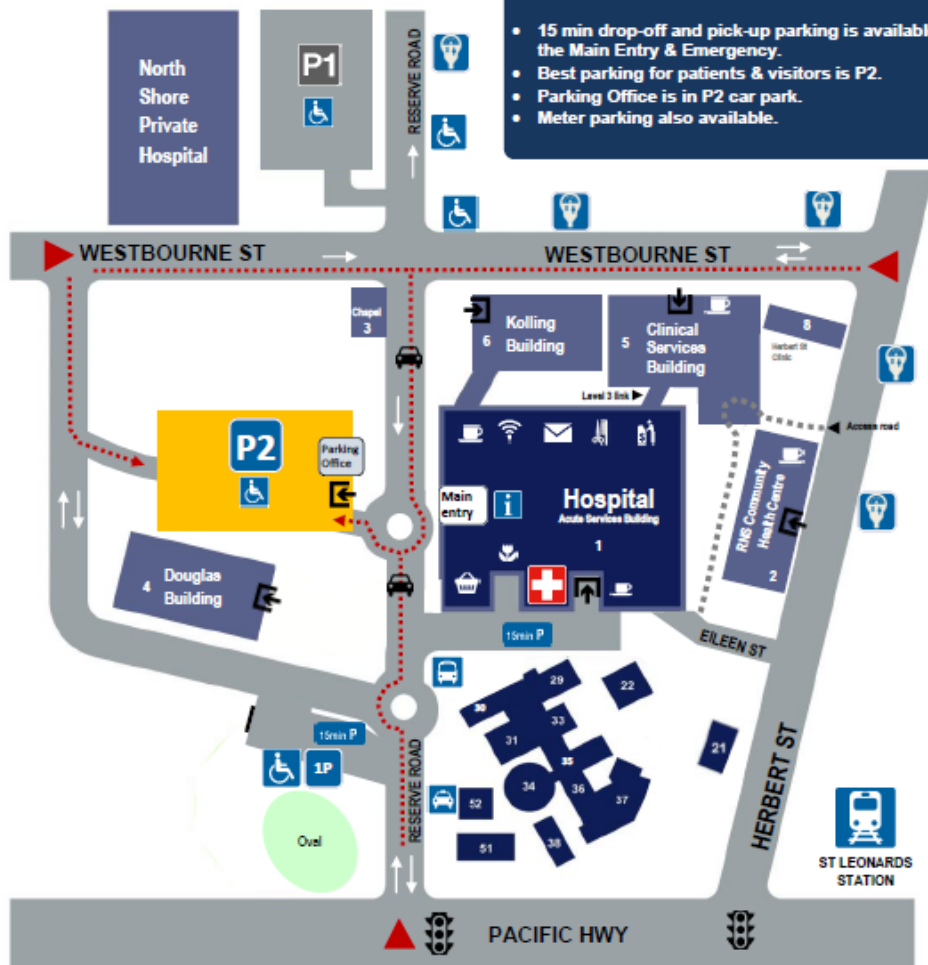 • 15 min drop-off and pick-up parking is availabl
the Main Entry & Emergency.
• Best parking for patients & visitors is P2.
• Parking Office is in P2 car park.
• Meter parking also available.
North
Shore
Private
Hospital
P1
RESERVE ROAD
WESTBOURNE ST
WESTBOURNE ST
Chapel
3
6
Kolling
Building
5
Clinical
Services
Building
8
Herbert St
Clinic
Level 3 link
Access road
P2
Parking
Office
Main
entry
i
Hospital
Acute Services Building
1
RNS Community
Health Centre
2
4
Douglas
Building
15min P
EILEEN ST
29
22
30
33
31
35
21
34
36
37
52
38
51
15min P
1P
RESERVE ROAD
Oval
HERBERT ST
ST LEONARDS
STATION
PACIFIC HWY